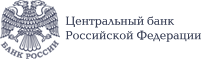 Центральный банк
Российской Федерации
БАНК РОССИИ